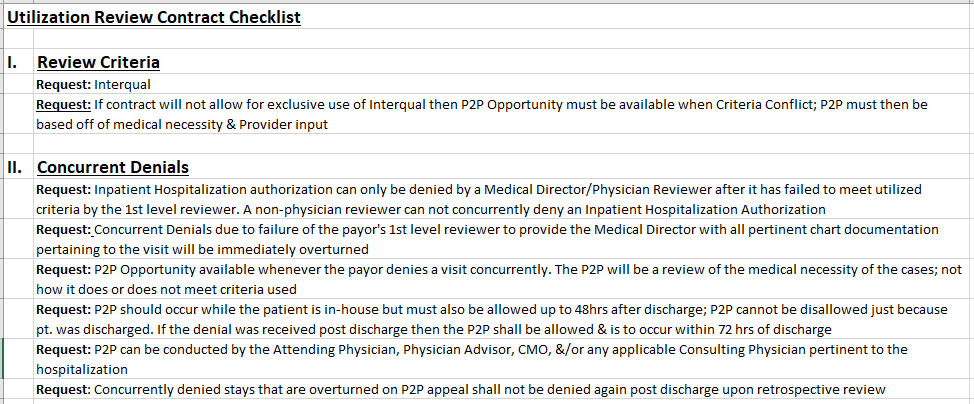 Utilization Review Contract Checklist
I. Review Criteria
Request: Interqual
Request: If contract will not allow for exclusive use of Interqual then P2P Opportunity must be available when Criteria Conflict; P2P must then be
based off of medical necessity & Provider input
II. Concurrent Denials
Request: Inpatient Hospitalization authorization can only be denied by a Medical Director/Physician Reviewer after it has failed to meet utilized
criteria by the 1st level reviewer. A non-physician reviewer can not concurrently deny an Inpatient Hospitalization Authorization
Request: Concurrent Denials due to failure of the payor's 1st level reviewer to provide the Medical Director with all pertinent chart documentation
pertaining to the visit will be immediately overturned
Request: P2P Opportunity available whenever the payor denies a visit concurrently. The P2P will be a review of the medical necessity of the cases; not
how it does or does not meet criteria used
Request: P2P should occur while the patient is in-house but must also be allowed up to 48hrs after discharge; P2P cannot be disallowed just because
pt. was discharged. If the denial was received post discharge then the P2P shall be allowed & is to occur within 72 hrs of discharge
Request: P2P can be conducted by the Attending Physician, Physician Advisor, CMO, &/or any applicable Consulting Physician pertinent to the
hospitalization
Request: Concurrently denied stays that are overturned on P2P appeal shall not be denied again post discharge upon retrospective review